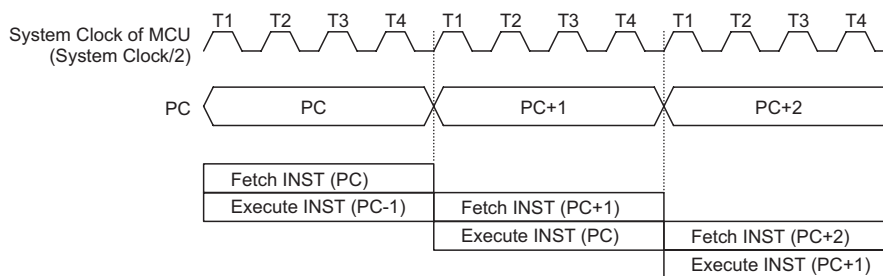 T1 T2 T3 T4 T1 T2 T3 T4 T1 T2 T3 T4
System Clock of MCU
(System Clock/2)
PC PC PC+1 PC+2
Fetch INST (PC)
Execute INST (PC-1) Fetch INST (PC+1)
Execute INST (PC) Fetch INST (PC+2)
Execute INST (PC+1)